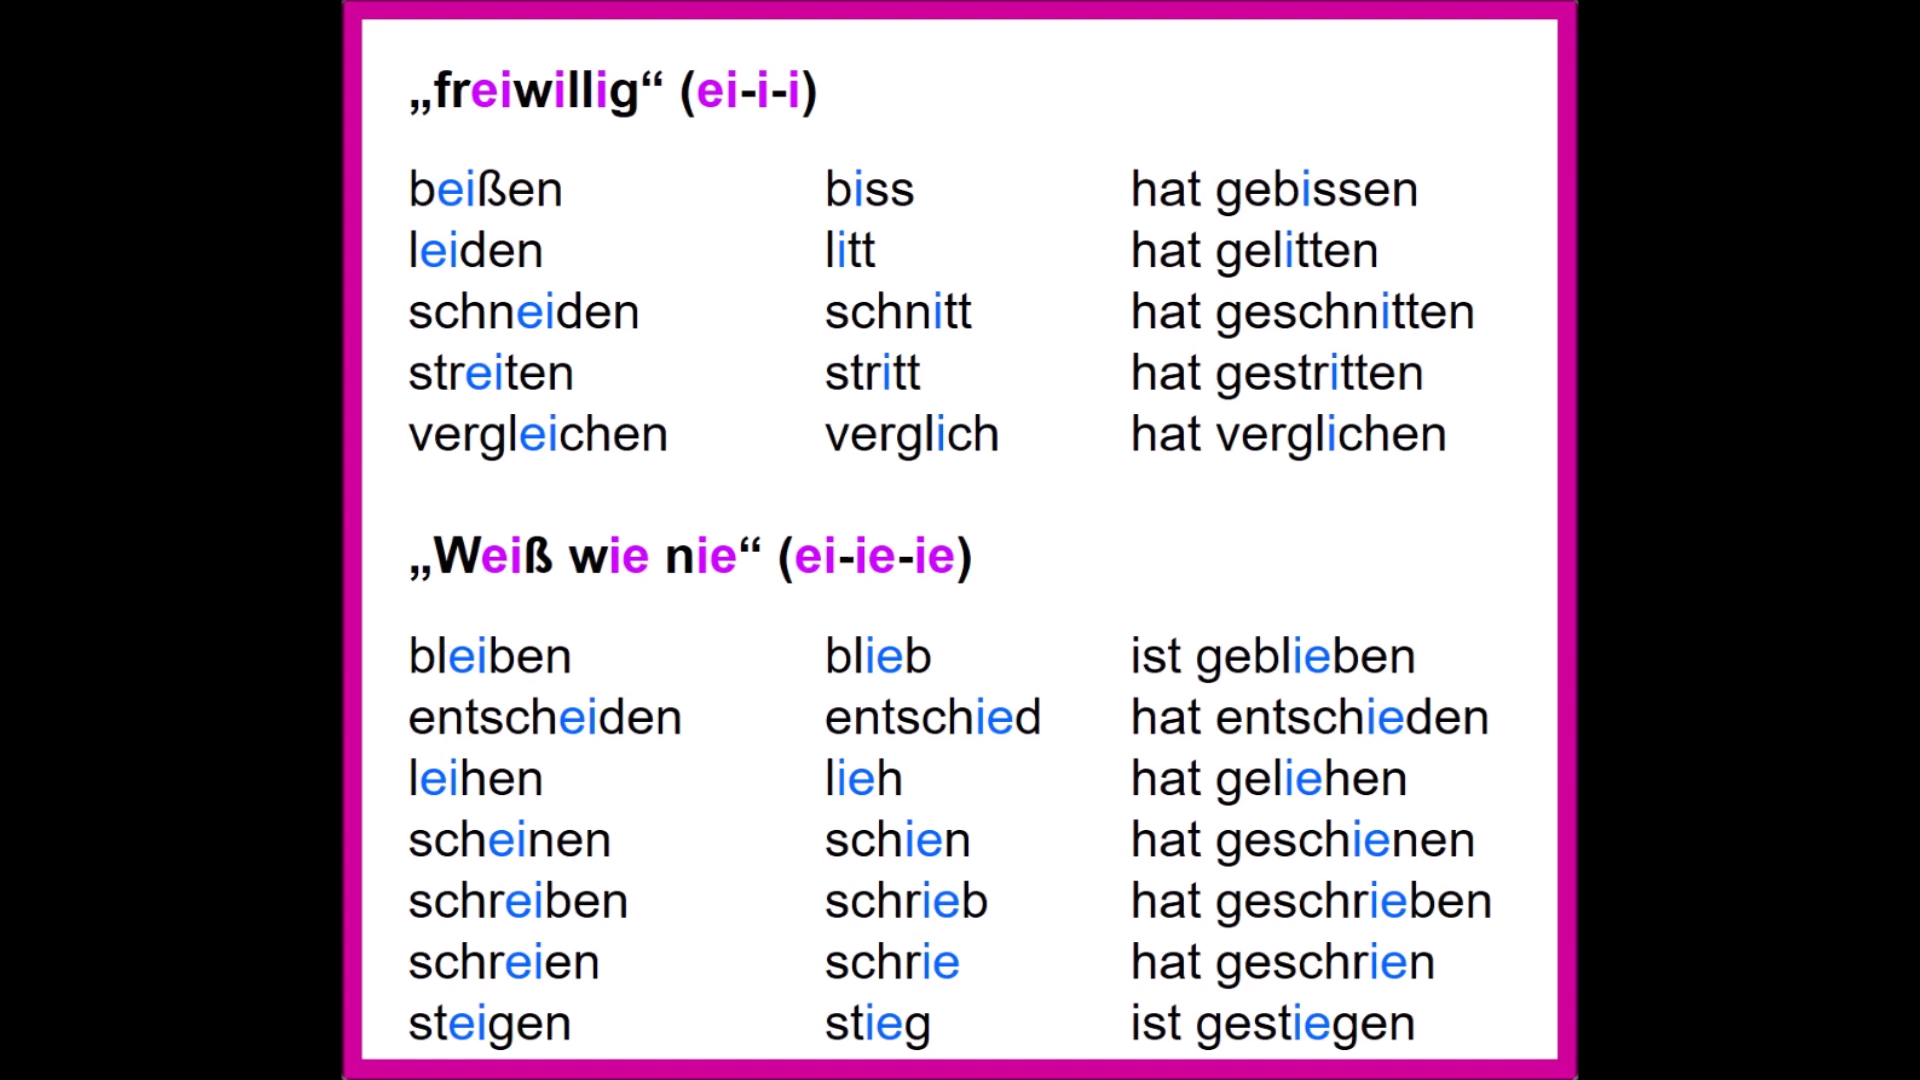 „freiwillig“ (ei-i-i)
beißen biss hat gebissen
leiden litt hat gelitten
schneiden schnitt hat geschnitten
streiten stritt hat gestritten
vergleichen verglich hat verglichen
„Weiß wie nie“ (ei-ie-ie)
bleiben blieb ist geblieben
entscheiden entschied hat entschieden
leihen lieh hat geliehen
scheinen schien hat geschienen
schreiben schrieb hat geschrieben
schreien schrie hat geschrien
steigen stieg ist gestiegen